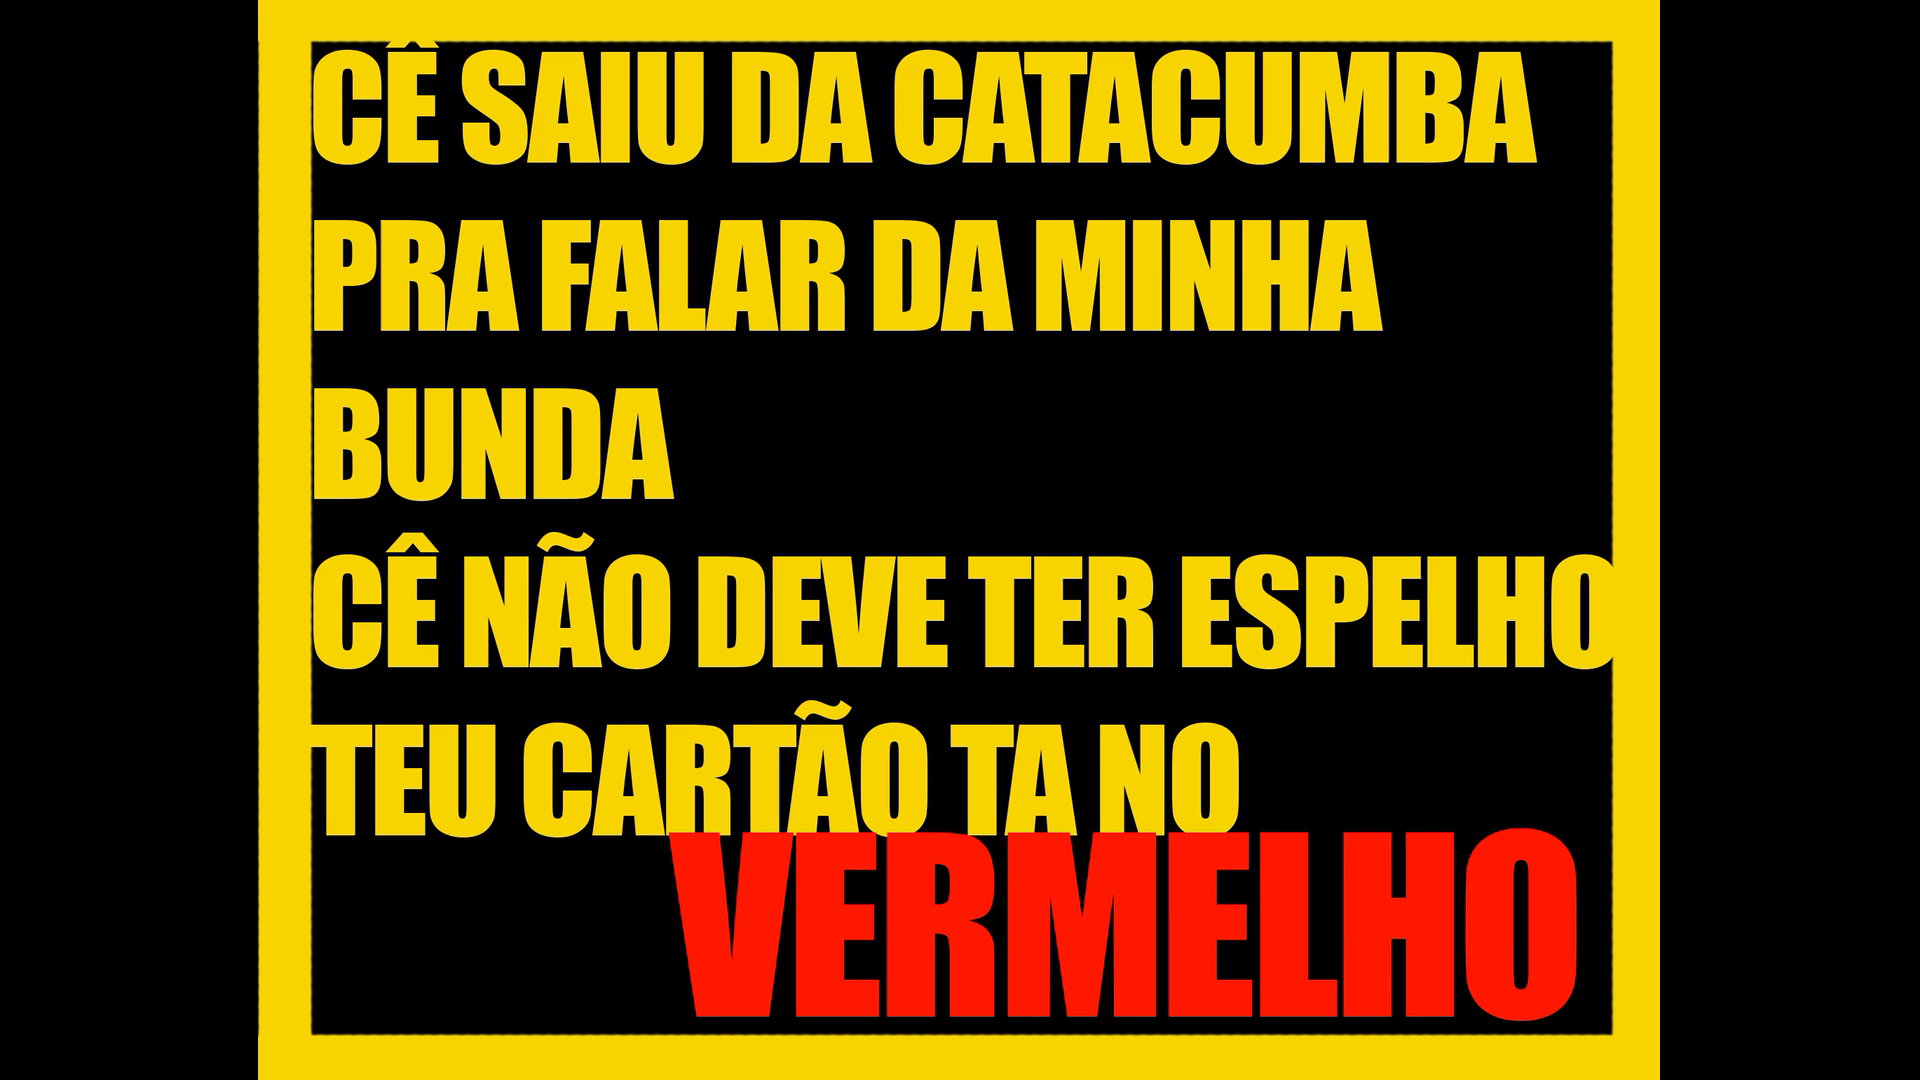 CÊ SAIU DA CATACUMBA
PRA FALAR DA MINHA
BUNDA
CÊ NÃO DEVE TER ESPELHO
TEU CARTÃO TA NO
VERMELHO